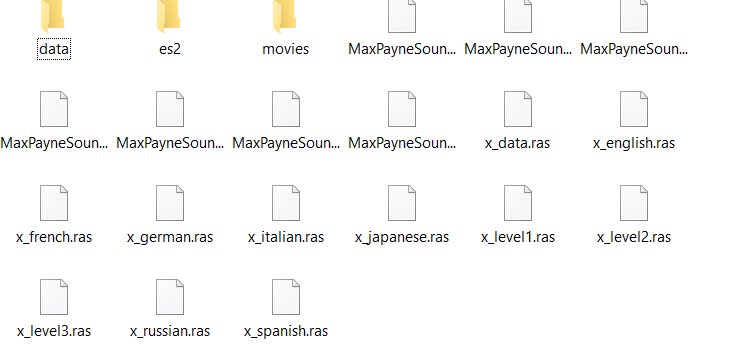 data
es2
movies
MaxPayneSoun...
MaxPayneSoun...
MaxPayneSoun...
MaxPayneSoun...
MaxPayneSoun...
MaxPayneSoun...
MaxPayneSoun...
x_data.ras
x_english.ras
x_french.ras
x_german.ras
x_italian.ras
x_japanese.ras
x_level1.ras
x_level2.ras
x_level3.ras
x_russian.ras
x_spanish.ras